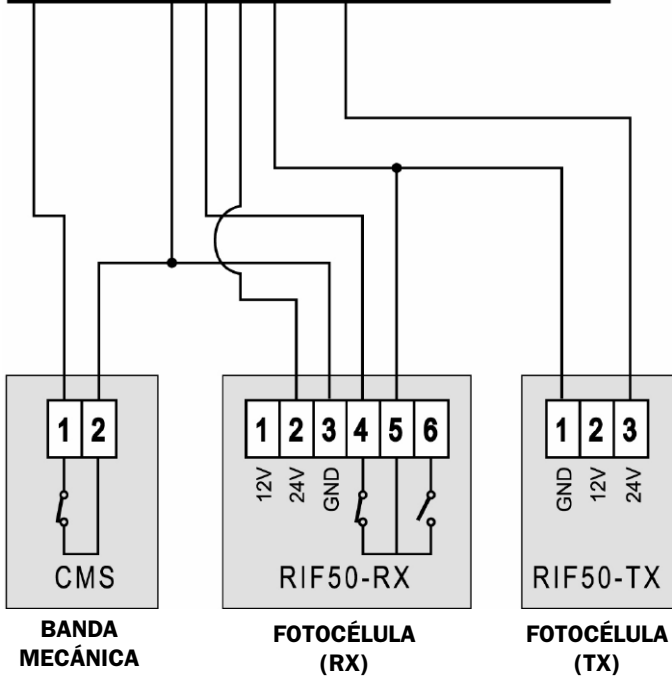 1 2
1 2 3 4 5 6
1 2 3
12V 24V GND
GND 12V 24V
CMS
RIF50-RX
RIF50-TX
BANDA
MECÁNICA
FOTOCÉLULA
(RX)
FOTOCÉLULA
(TX)